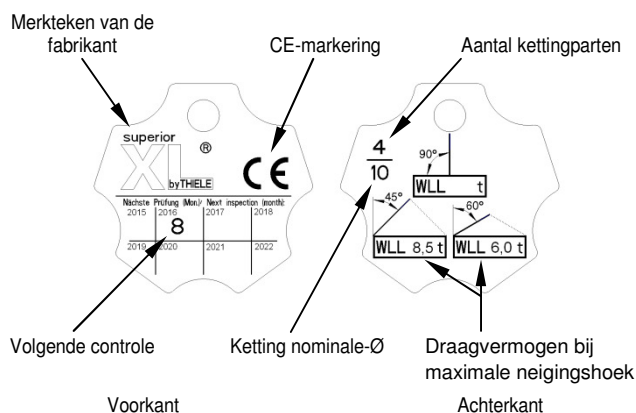 Merkteken van de
fabrikant
CE-markering
Aantal kettingparten
superior
XL ®
by THIELE
CE
Nächste Prüfung (Mon.)/ Next inspection (month):
2015 2016 2017 2018
8
2019 2020 2021 2022
4
10
90°
WLL t
45°
60°
WLL 8,5 t
WLL 6,0 t
Volgende controle
Ketting nominale-Ø
Draagvermogen bij
maximale neigingshoek
Voorkant
Achterkant